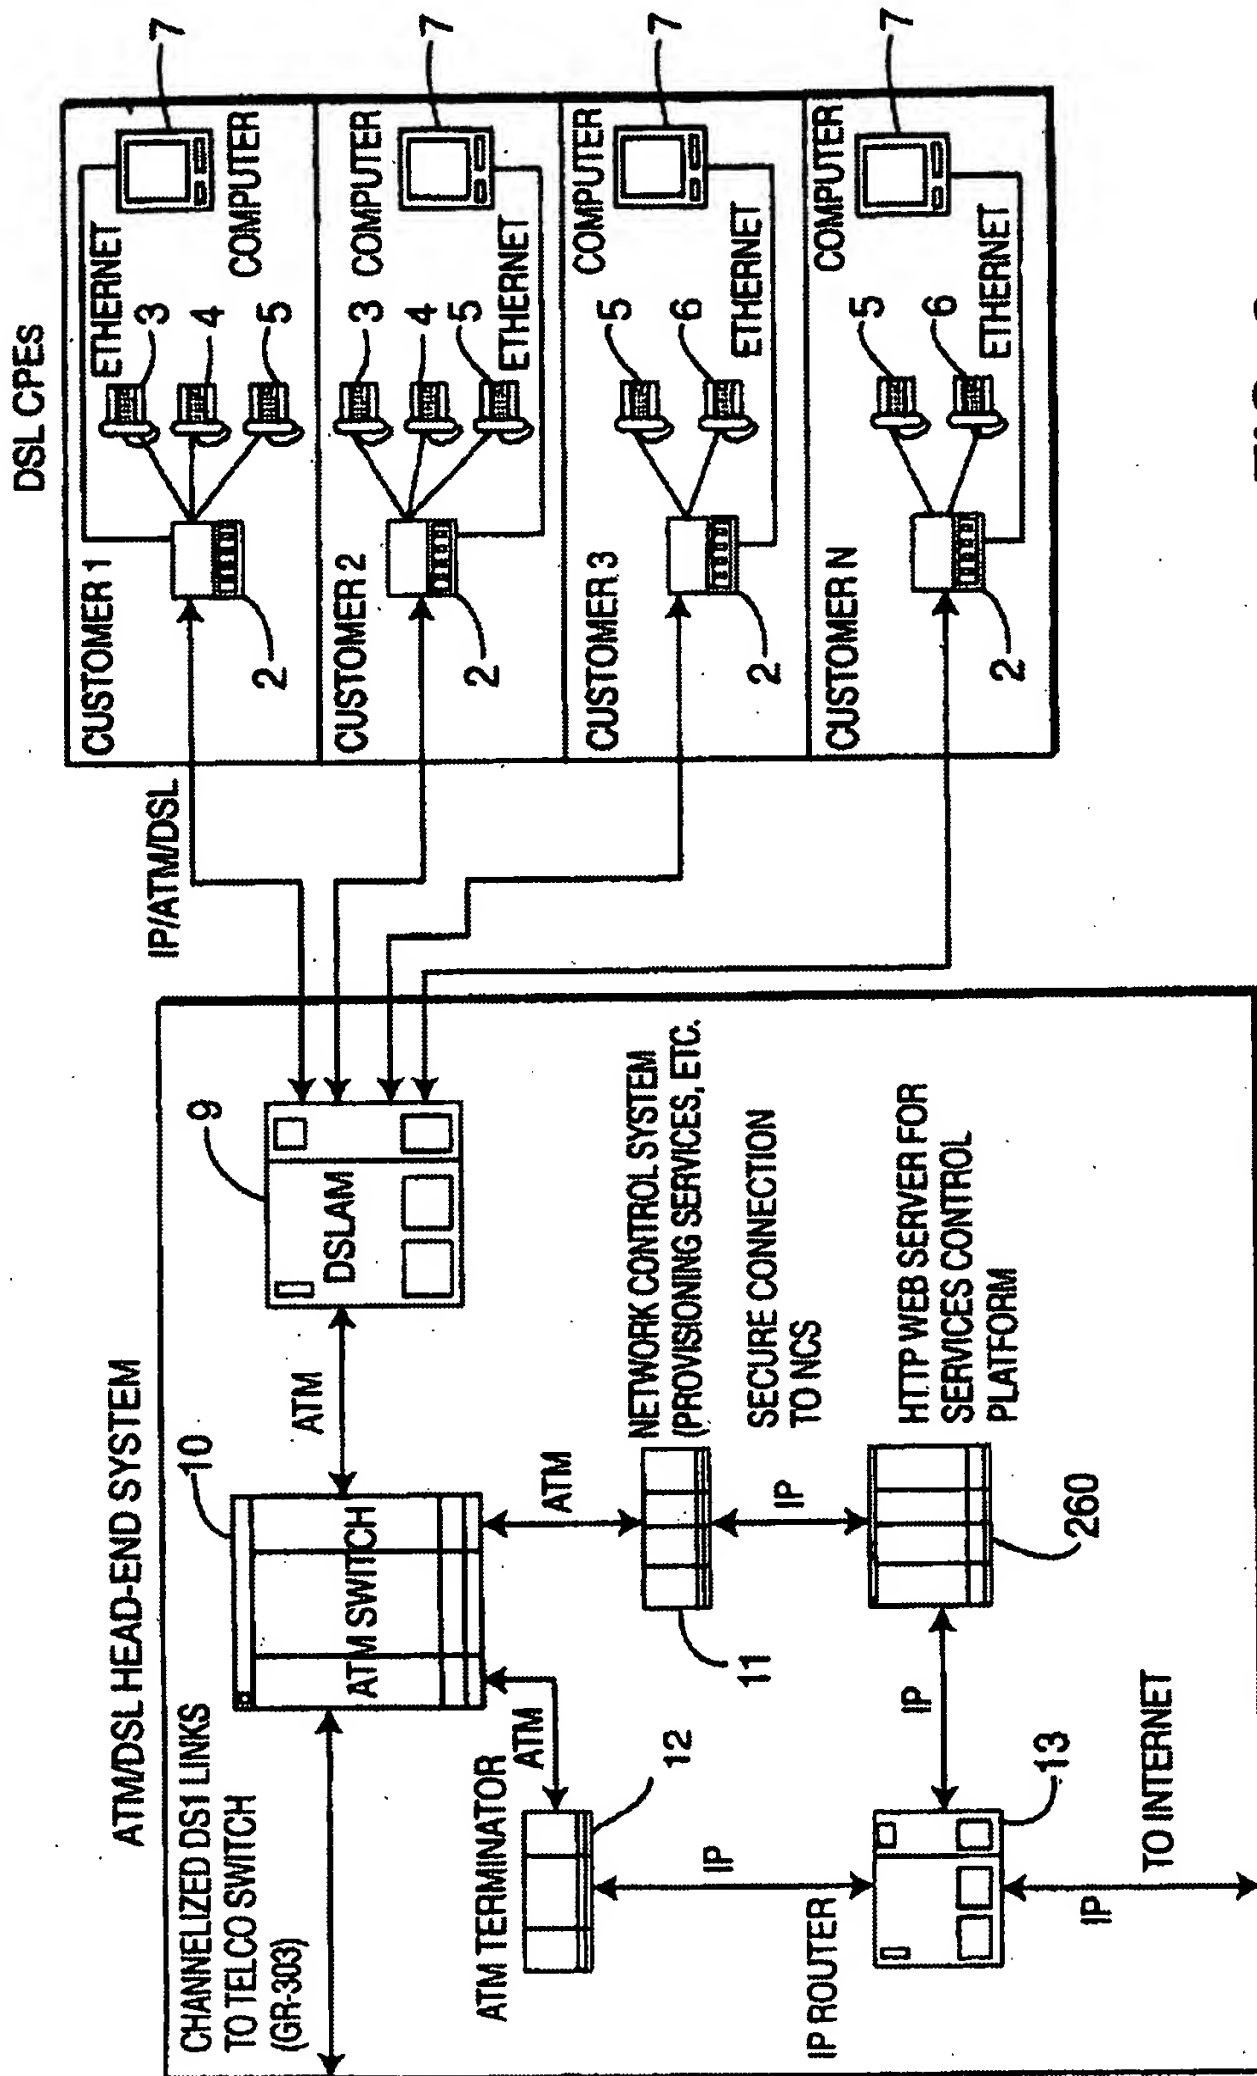 ATM/DSL HEAD-END SYSTEM
CHANNELIZED DS1 LINKS
TO TELCO SWITCH
(GR-303)
10
ATM SWITCH
ATM
9
DSLAM
ATM TERMINATOR
ATM
12
ATM
11
NETWORK CONTROL SYSTEM
(PROVISIONING SERVICES, ETC.
SECURE CONNECTION
TO NCS
IP
IP
IP ROUTER
13
IP
260
HTTP WEB SERVER FOR
SERVICES CONTROL
PLATFORM
IP
TO INTERNET
IP/ATM/DSL
DSL CPEs
CUSTOMER 1
2
ETHERNET
3
4
5
COMPUTER
7
CUSTOMER 2
2
3
4
5
ETHERNET
COMPUTER
7
CUSTOMER 3
2
5
6
ETHERNET
COMPUTER
7
CUSTOMER N
2
5
6
ETHERNET
COMPUTER
7